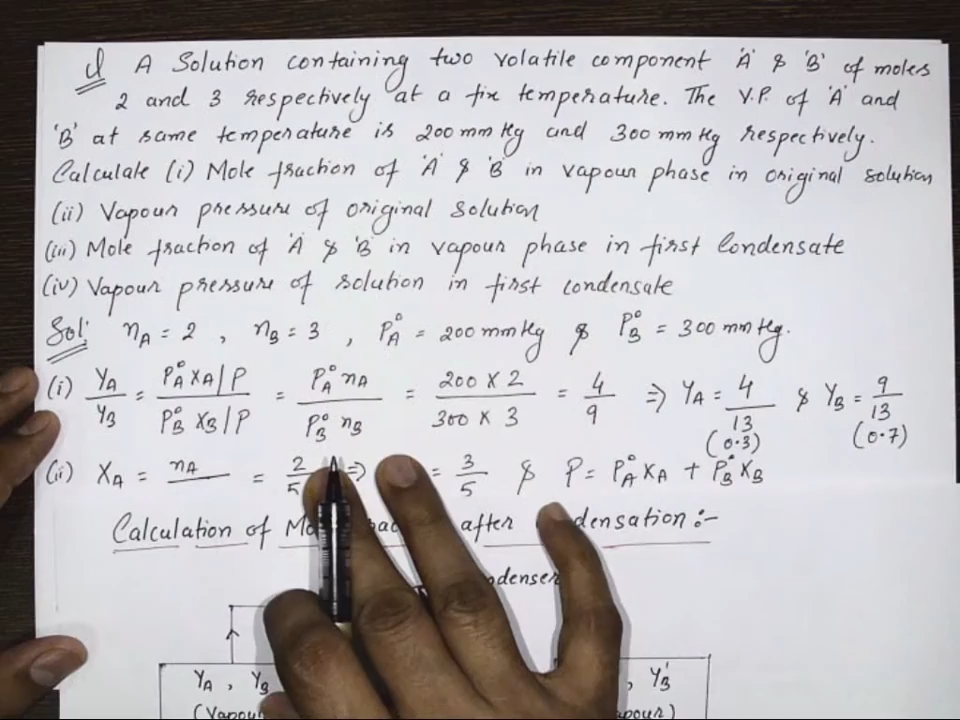 Q A Solution containing two volatile component 'A' & 'B' of moles
2 and 3 respectively at a fix temperature. The V.P. of 'A' and
'B' at same temperature is 200 mm Hg and 300 mm Hg respectively.
Calculate (i) Mole fraction of 'A' & 'B' in vapour phase in original solution
(ii) Vapour pressure of original solution
(iii) Mole fraction of 'A' & 'B' in vapour phase in first Condensate
(iv) Vapour pressure of solution in first condensate
Sol: nA = 2 , nB = 3 , P°A = 200 mm Hg & P°B = 300 mm Hg.
(i) YA/YB = (P°A XA/P)/(P°B XB/P) = (P°A nA)/(P°B nB) = (200 × 2)/(300 × 3) = 4/9 ⇒ YA = 4/13 (0.3) & YB = 9/13 (0.7)
(ii) XA = nA/ = 2/5 ⇒ = 3/5 & P = P°A XA + P°B XB
Calculation of after :-
YA , YB , Y'B